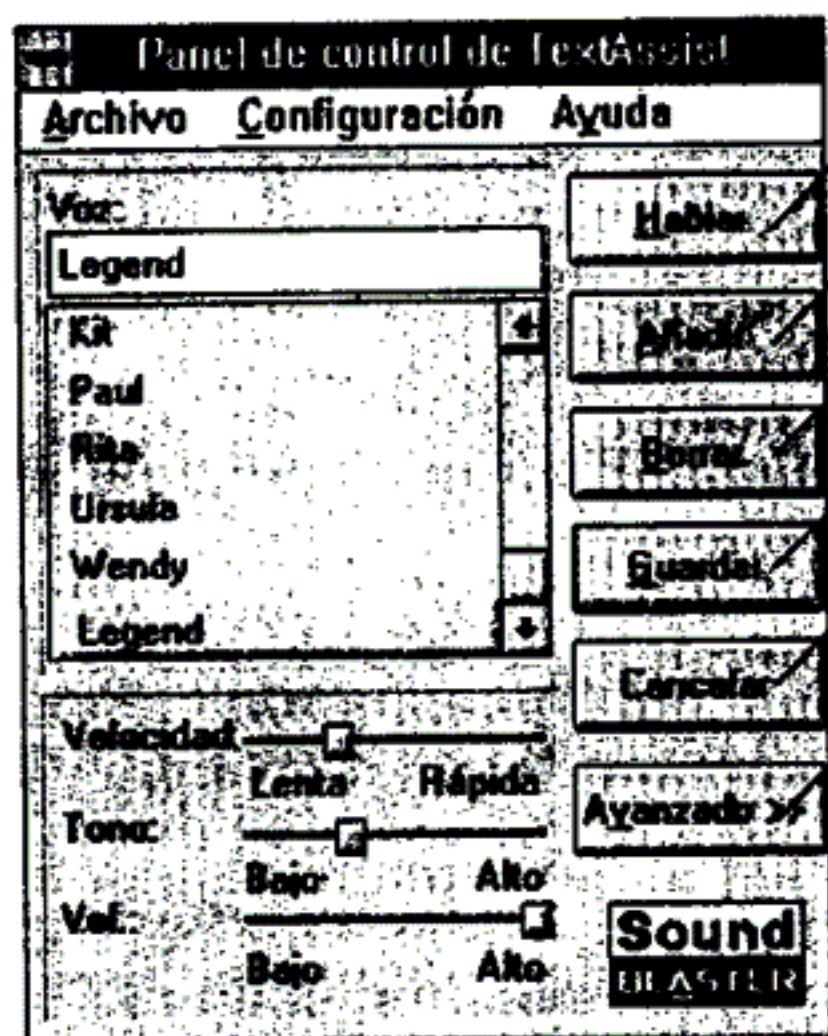 Panel de control de TextAssist
Archivo Configuración Ayuda
Voz:
Legend
Kit
Paul
Rita
Ursula
Wendy
Legend
Hablar
Añadir
Borrar
Guardar
Cancelar
Avanzado >>
Velocidad:
Lenta Rápida
Tono:
Bajo Alto
Vol.:
Bajo Alto
Sound
BLASTER